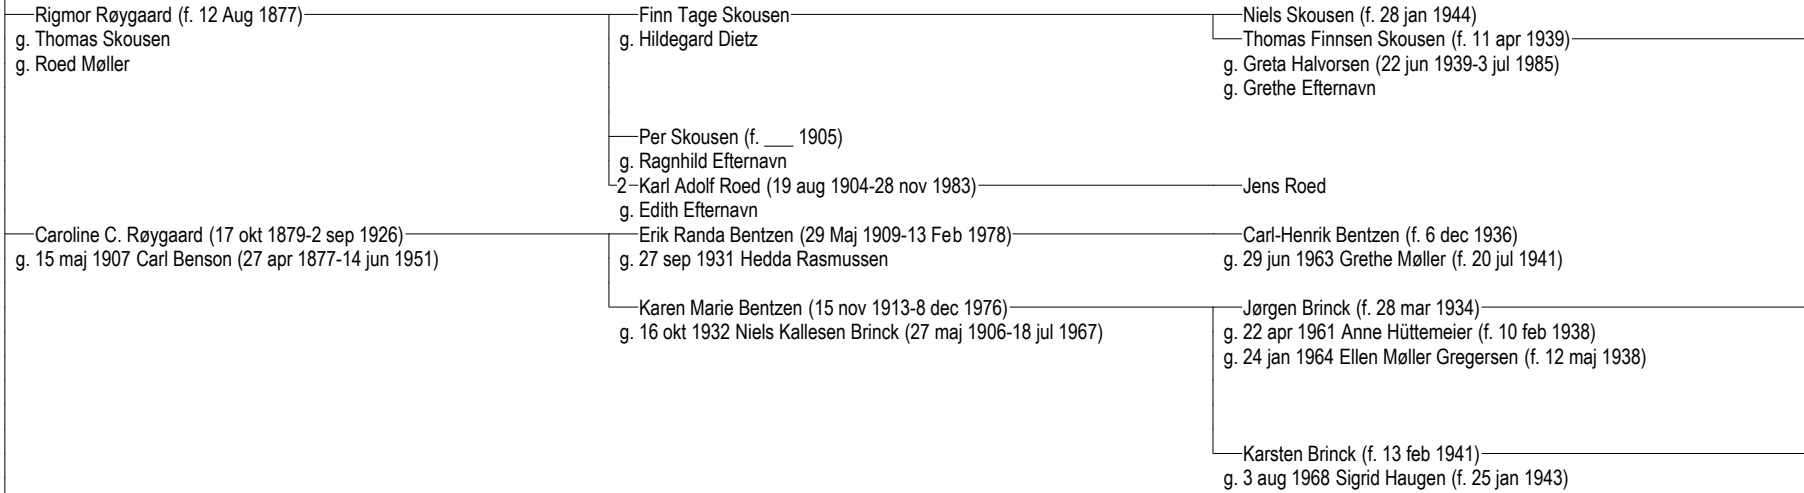 Rigmor Røygaard (f. 12 Aug 1877)
g. Thomas Skousen
g. Roed Møller
Finn Tage Skousen
g. Hildegard Dietz
Niels Skousen (f. 28 jan 1944)
Thomas Finnsen Skousen (f. 11 apr 1939)
g. Greta Halvorsen (22 jun 1939-3 jul 1985)
g. Grethe Efternavn
Per Skousen (f. ___ 1905)
g. Ragnhild Efternavn
2 Karl Adolf Roed (19 aug 1904-28 nov 1983)
g. Edith Efternavn
Jens Roed
Caroline C. Røygaard (17 okt 1879-2 sep 1926)
g. 15 maj 1907 Carl Benson (27 apr 1877-14 jun 1951)
Erik Randa Bentzen (29 Maj 1909-13 Feb 1978)
g. 27 sep 1931 Hedda Rasmussen
Carl-Henrik Bentzen (f. 6 dec 1936)
g. 29 jun 1963 Grethe Møller (f. 20 jul 1941)
Karen Marie Bentzen (15 nov 1913-8 dec 1976)
g. 16 okt 1932 Niels Kallesen Brinck (27 maj 1906-18 jul 1967)
Jørgen Brinck (f. 28 mar 1934)
g. 22 apr 1961 Anne Hüttemeier (f. 10 feb 1938)
g. 24 jan 1964 Ellen Møller Gregersen (f. 12 maj 1938)
Karsten Brinck (f. 13 feb 1941)
g. 3 aug 1968 Sigrid Haugen (f. 25 jan 1943)